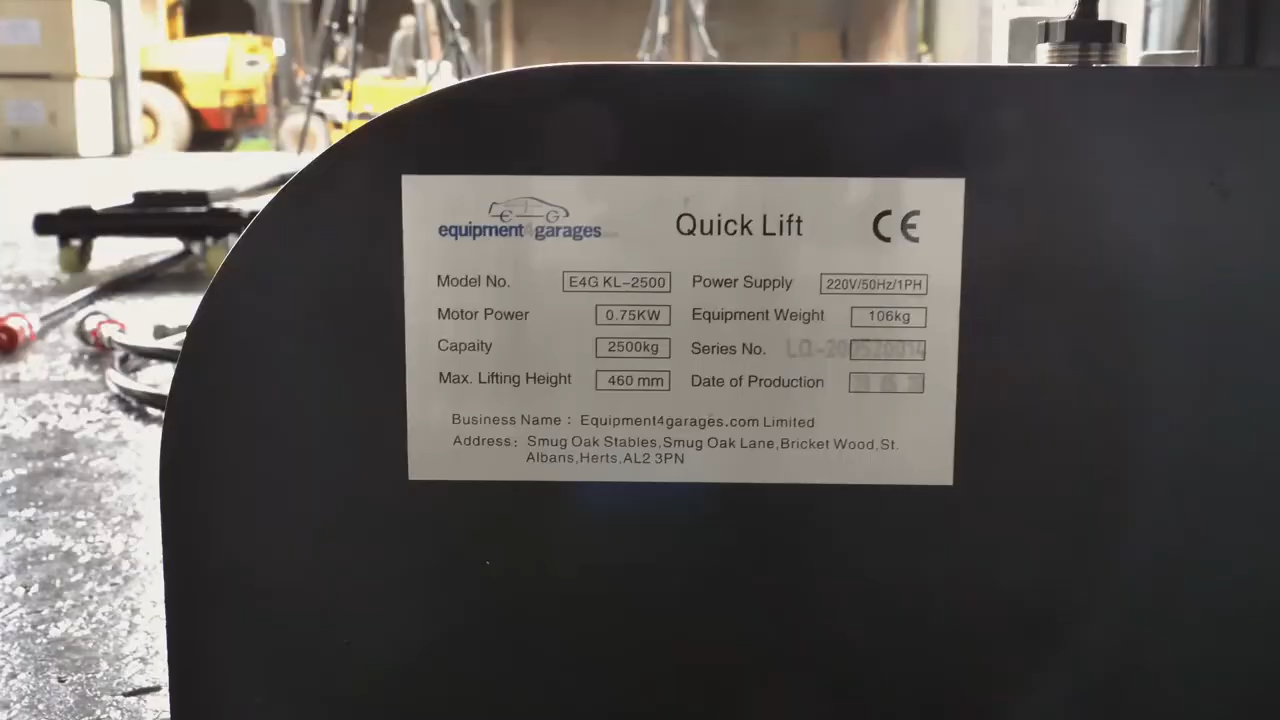 equipment4garages
Quick Lift
CE
Model No. E4G KL-2500 Power Supply 220V/50Hz/1PH
Motor Power 0.75KW Equipment Weight 106kg
Capaity 2500kg Series No.
Max. Lifting Height 460 mm Date of Production
Business Name : Equipment4garages.com Limited
Address: Smug Oak Stables,Smug Oak Lane,Bricket Wood,St.
Albans,Herts,AL2 3PN